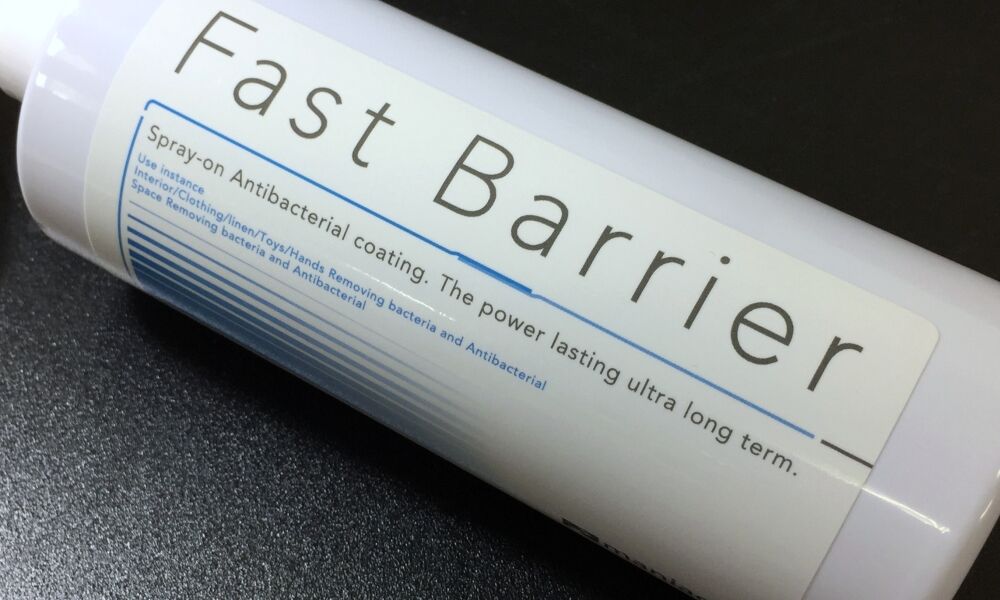 Fast Barrier
Spray-on Antibacterial coating. The power lasting ultra long term.
Use instance
Interior/Clothing/linen/Toys/Hands Removing bacteria and Antibacterial
Space Removing bacteria and Antibacterial